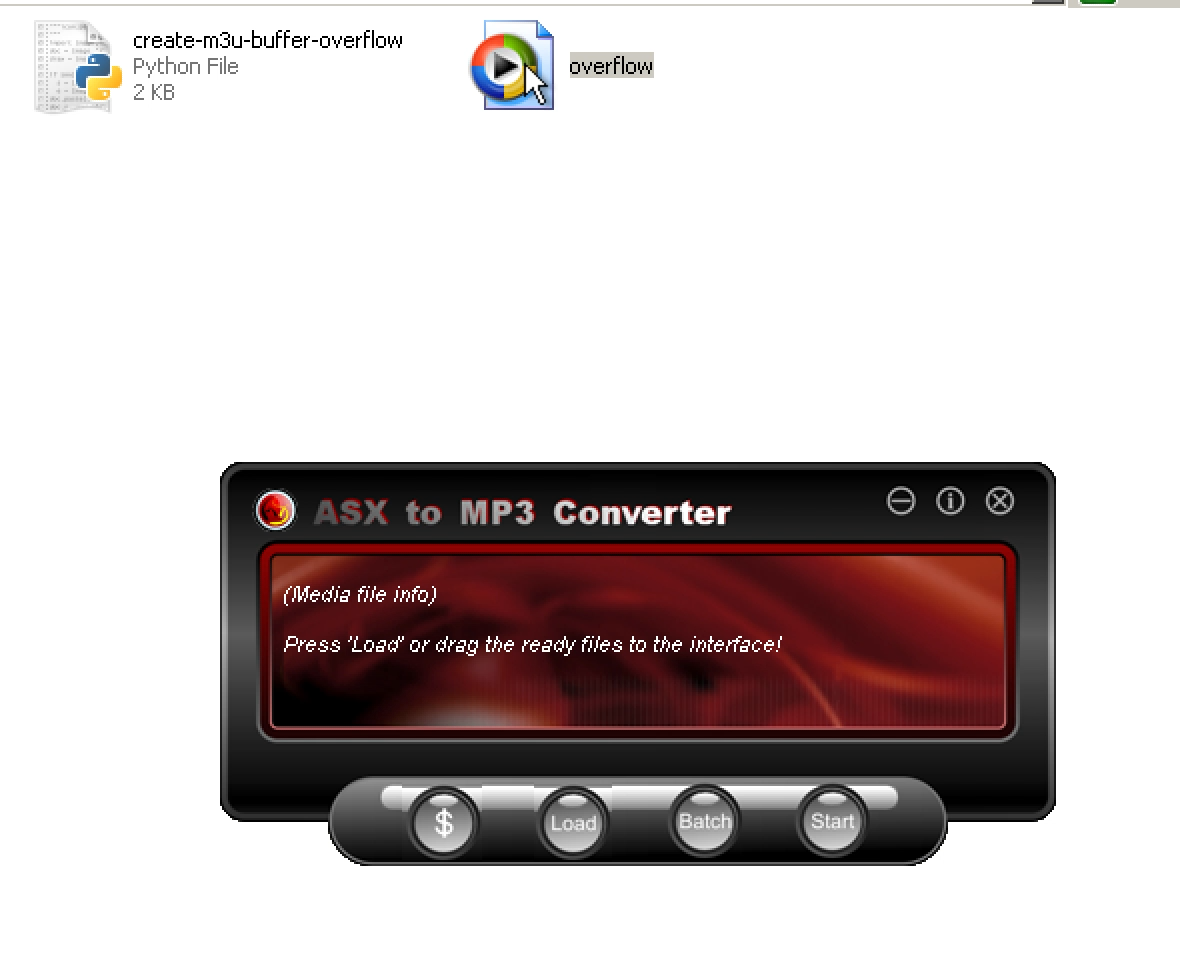 create-m3u-buffer-overflow
Python File
2 KB
overflow
ASX to MP3 Converter
(Media file info)
Press 'Load' or drag the ready files to the interface!
$
Load
Batch
Start